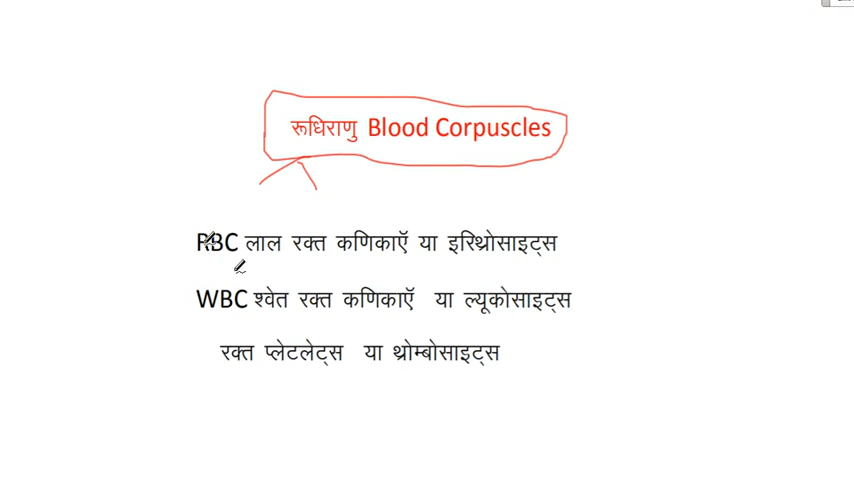 रूधिराणु Blood Corpuscles
RBC लाल रक्त कणिकाऍ या इरिथ्रोसाइट्स
WBC श्वेत रक्त कणिकाऍ या ल्यूकोसाइट्स
रक्त प्लेटलेट्स या थ्रोम्बोसाइट्स